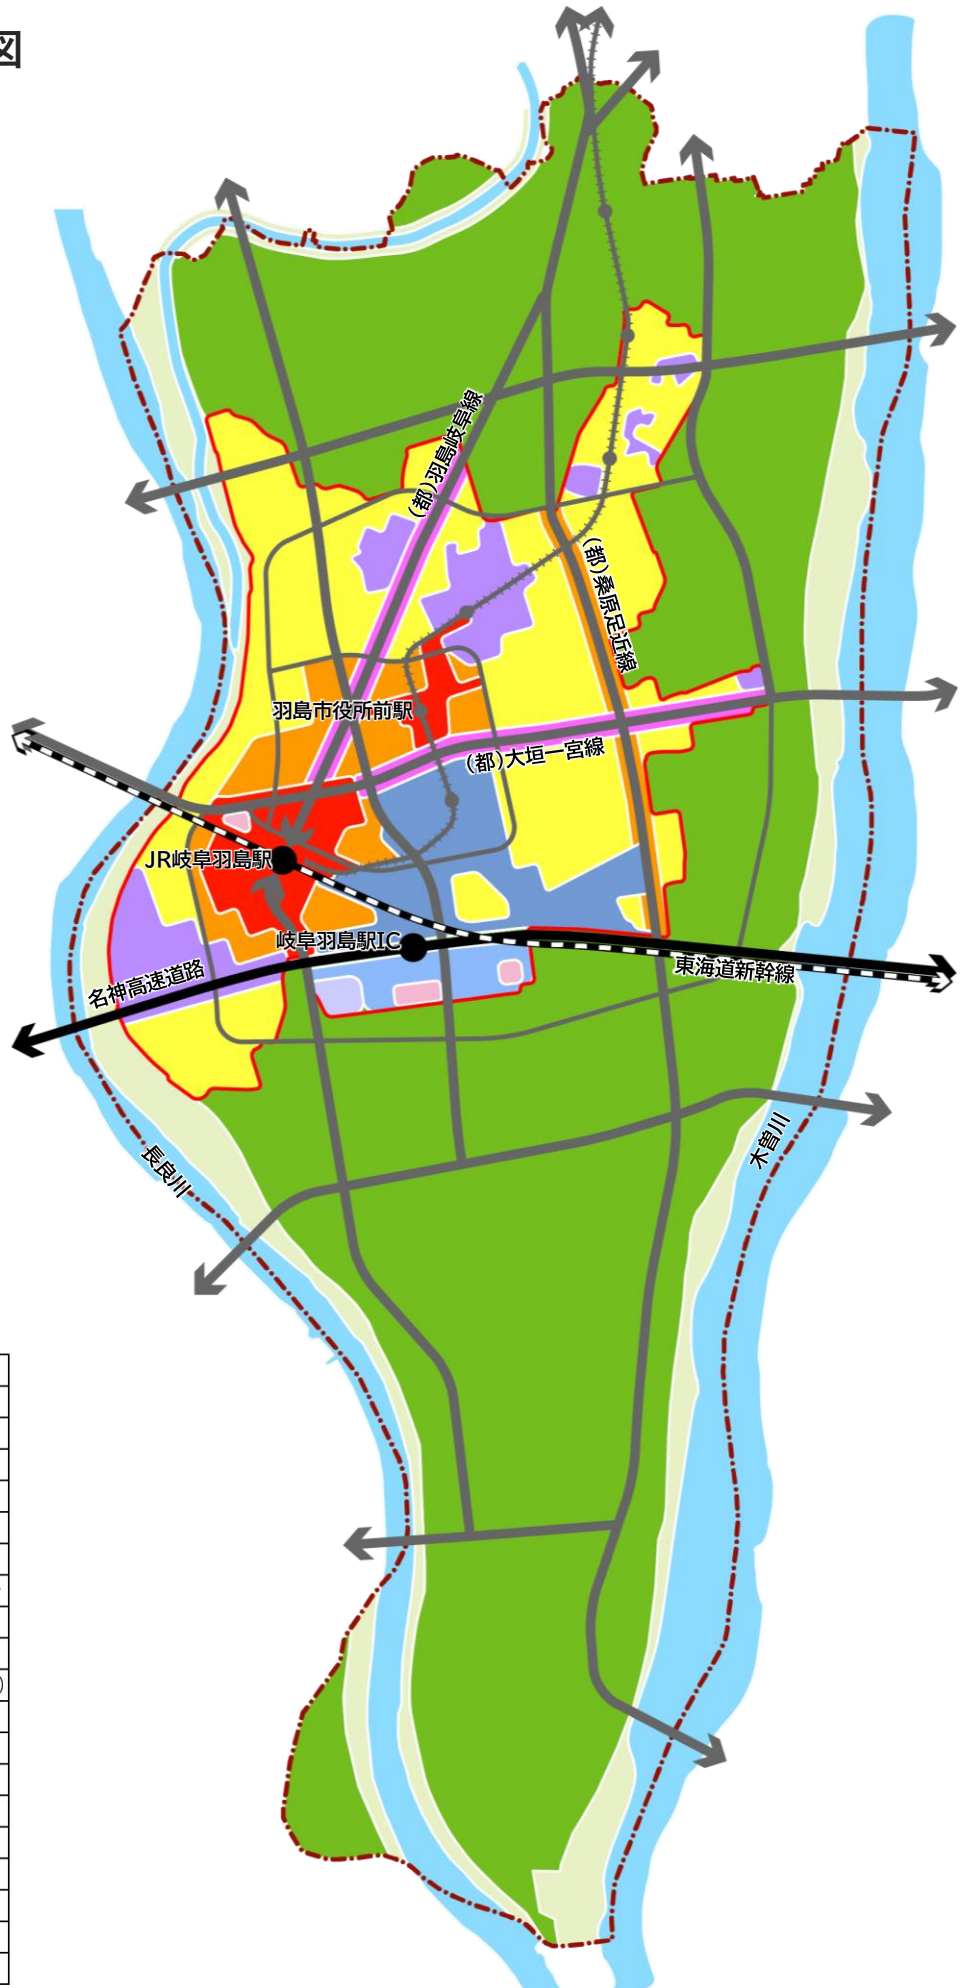 図
(都)羽島岐阜線
(都)桑原足近線
羽島市役所前駅
(都)大垣一宮線
JR岐阜羽島駅
岐阜羽島駅IC
名神高速道路
東海道新幹線
木曽川
長良川